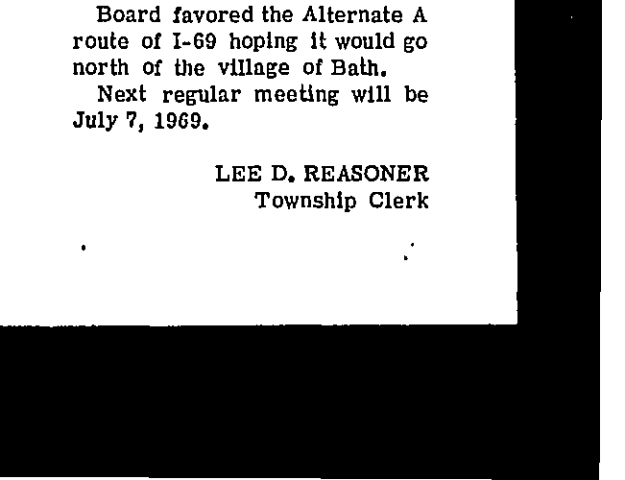 Board favored the Alternate A
route of I-69 hoping it would go
north of the village of Bath.
Next regular meeting will be
July 7, 1969.
LEE D. REASONER
Township Clerk